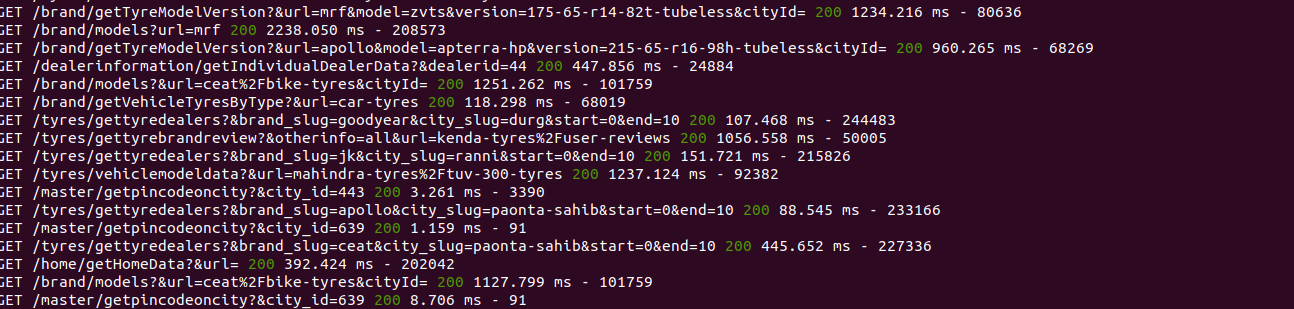 GET /brand/getTyreModelVersion?&url=mrf&model=zvts&version=175-65-r14-82t-tubeless&cityId= 200 1234.216 ms - 80636
GET /brand/models?url=mrf 200 2238.050 ms - 208573
GET /brand/getTyreModelVersion?&url=apollo&model=apterra-hp&version=215-65-r16-98h-tubeless&cityId= 200 960.265 ms - 68269
GET /dealerinformation/getIndividualDealerData?&dealerid=44 200 447.856 ms - 24884
GET /brand/models?&url=ceat%2Fbike-tyres&cityId= 200 1251.262 ms - 101759
GET /brand/getVehicleTyresByType?&url=car-tyres 200 118.298 ms - 68019
GET /tyres/gettyredealers?&brand_slug=goodyear&city_slug=durg&start=0&end=10 200 107.468 ms - 244483
GET /tyres/gettyrebrandreview?&otherinfo=all&url=kenda-tyres%2Fuser-reviews 200 1056.558 ms - 50005
GET /tyres/gettyredealers?&brand_slug=jk&city_slug=ranni&start=0&end=10 200 151.721 ms - 215826
GET /tyres/vehiclemodeldata?&url=mahindra-tyres%2Ftuv-300-tyres 200 1237.124 ms - 92382
GET /master/getpincodeoncity?&city_id=443 200 3.261 ms - 3390
GET /tyres/gettyredealers?&brand_slug=apollo&city_slug=paonta-sahib&start=0&end=10 200 88.545 ms - 233166
GET /master/getpincodeoncity?&city_id=639 200 1.159 ms - 91
GET /tyres/gettyredealers?&brand_slug=ceat&city_slug=paonta-sahib&start=0&end=10 200 445.652 ms - 227336
GET /home/getHomeData?&url= 200 392.424 ms - 202042
GET /brand/models?&url=ceat%2Fbike-tyres&cityId= 200 1127.799 ms - 101759
GET /master/getpincodeoncity?&city_id=639 200 8.706 ms - 91